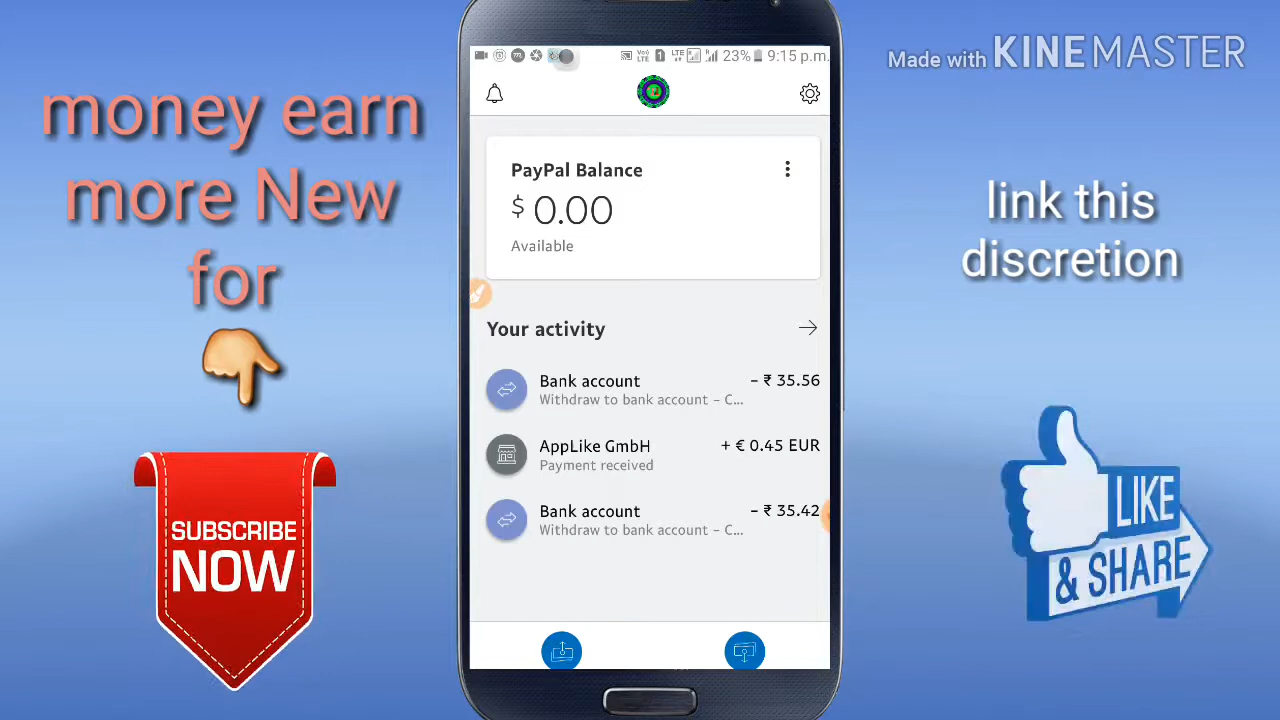 money earn
more New
for
SUBSCRIBE
NOW
23% 9:15 p.m.
PayPal Balance
$ 0.00
Available
Your activity
Bank account - ₹ 35.56
Withdraw to bank account - C...
AppLike GmbH + € 0.45 EUR
Payment received
Bank account - ₹ 35.42
Withdraw to bank account - C...
Made with KINEMASTER
link this
discretion
LIKE
& SHARE